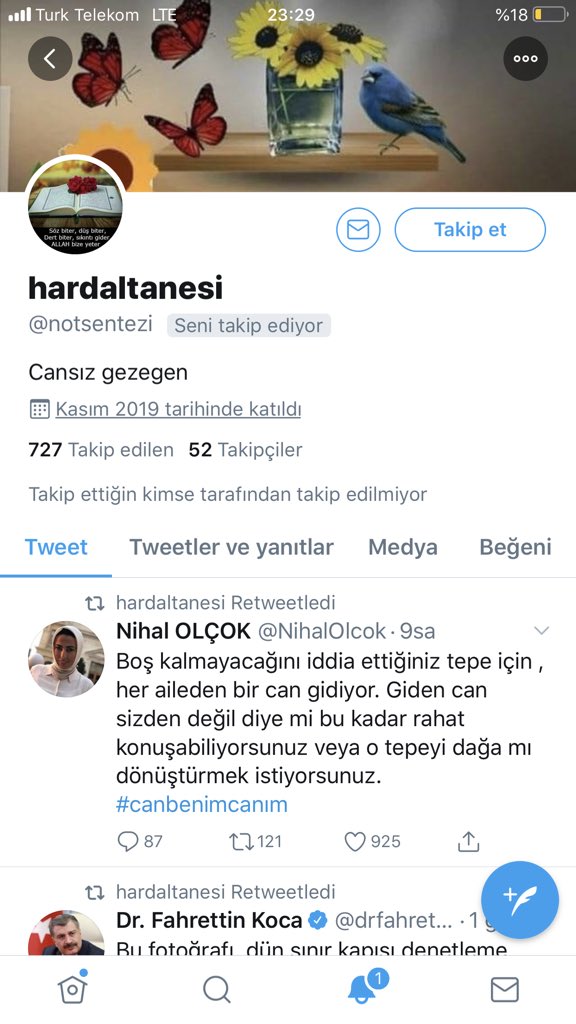 Turk Telekom LTE 23:29 %18
Söz biter, düş biter,
Dert biter, sıkıntı gider
ALLAH bize yeter
Takip et
hardaltanesi
@notsentezi Seni takip ediyor
Cansız gezegen
Kasım 2019 tarihinde katıldı
727 Takip edilen 52 Takipçiler
Takip ettiğin kimse tarafından takip edilmiyor
Tweet Tweetler ve yanıtlar Medya Beğeni
hardaltanesi Retweetledi
Nihal OLÇOK @NihalOlcok · 9sa
Boş kalmayacağını iddia ettiğiniz tepe için ,
her aileden bir can gidiyor. Giden can
sizden değil diye mi bu kadar rahat
konuşabiliyorsunuz veya o tepeyi dağa mı
dönüştürmek istiyorsunuz.
#canbenimcanım
87 121 925
hardaltanesi Retweetledi
Dr. Fahrettin Koca @drfahret... · 1 g
Bu fotoğrafı, dün sınır kapısı denetleme
1